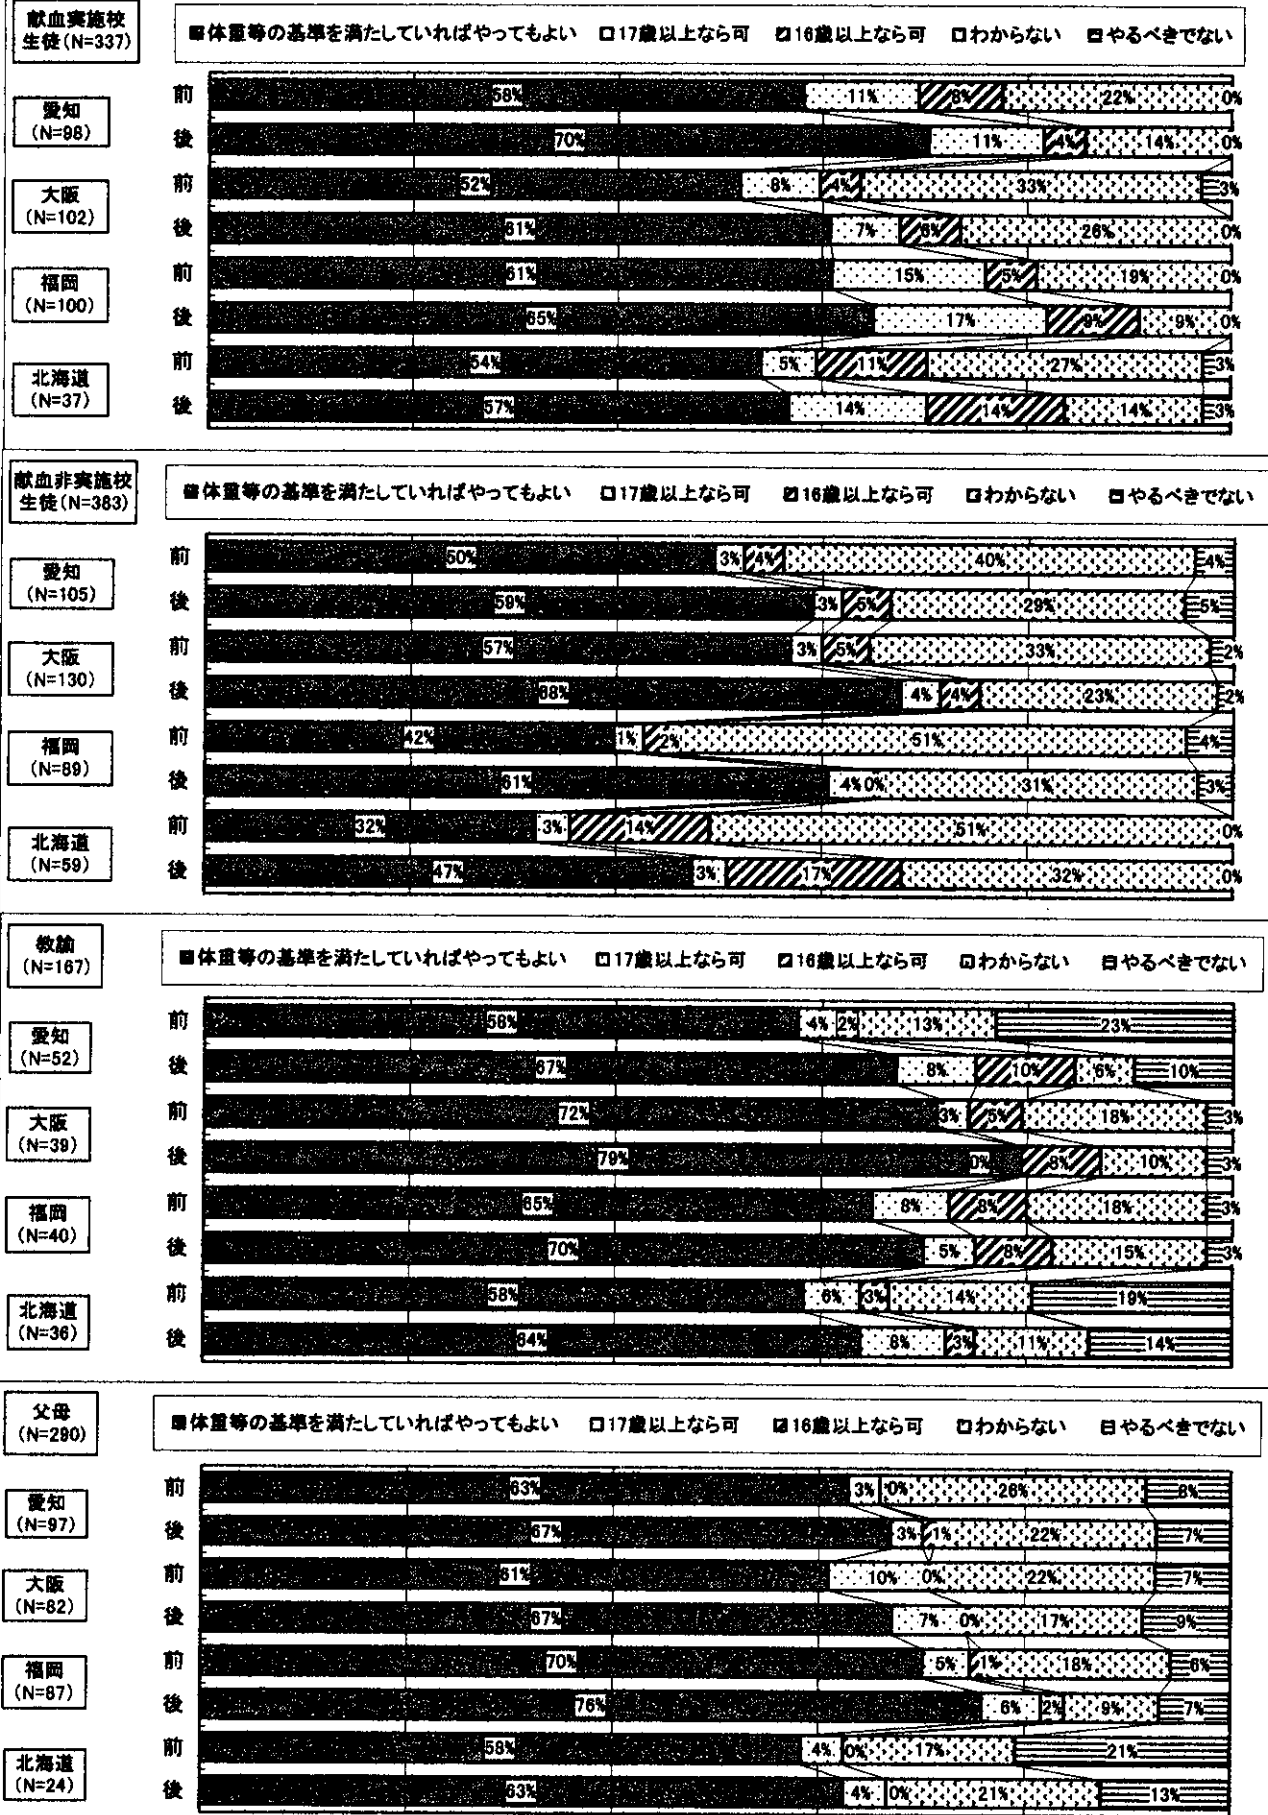 献血実施校
生徒(N=337)
■体重等の基準を満たしていればやってもよい □17歳以上なら可 ▨16歳以上なら可 □わからない 目やるべきでない
愛知
(N=98)
前 58% 11% 8% 22% 0%
後 70% 11% 4% 14% 0%
大阪
(N=102)
前 52% 8% 4% 33% 3%
後 61% 7% 6% 26% 0%
福岡
(N=100)
前 61% 15% 5% 19% 0%
後 65% 17% 9% 9% 0%
北海道
(N=37)
前 54% 5% 11% 27% 3%
後 57% 14% 14% 14% 3%
献血非実施校
生徒(N=383)
■体重等の基準を満たしていればやってもよい □17歳以上なら可 ▨16歳以上なら可 □わからない 目やるべきでない
愛知
(N=105)
前 50% 3% 4% 40% 4%
後 59% 3% 5% 29% 5%
大阪
(N=130)
前 57% 3% 5% 33% 2%
後 68% 4% 4% 23% 2%
福岡
(N=89)
前 42% 1% 2% 51% 4%
後 61% 4% 0% 31% 3%
北海道
(N=59)
前 32% 3% 14% 51% 0%
後 47% 3% 17% 32% 0%
教諭
(N=167)
■体重等の基準を満たしていればやってもよい □17歳以上なら可 ▨16歳以上なら可 □わからない 目やるべきでない
愛知
(N=52)
前 58% 4% 2% 13% 23%
後 67% 8% 10% 6% 10%
大阪
(N=39)
前 72% 3% 5% 18% 3%
後 79% 0% 8% 10% 3%
福岡
(N=40)
前 65% 8% 8% 18% 3%
後 70% 5% 8% 15% 3%
北海道
(N=36)
前 58% 6% 3% 14% 19%
後 64% 8% 3% 11% 14%
父母
(N=290)
■体重等の基準を満たしていればやってもよい □17歳以上なら可 ▨16歳以上なら可 □わからない 目やるべきでない
愛知
(N=97)
前 63% 3% 0% 26% 8%
後 67% 3% 1% 22% 7%
大阪
(N=82)
前 61% 10% 0% 22% 7%
後 67% 7% 0% 17% 9%
福岡
(N=87)
前 70% 5% 1% 18% 6%
後 76% 6% 2% 9% 7%
北海道
(N=24)
前 58% 4% 0% 17% 21%
後 63% 4% 0% 21% 13%